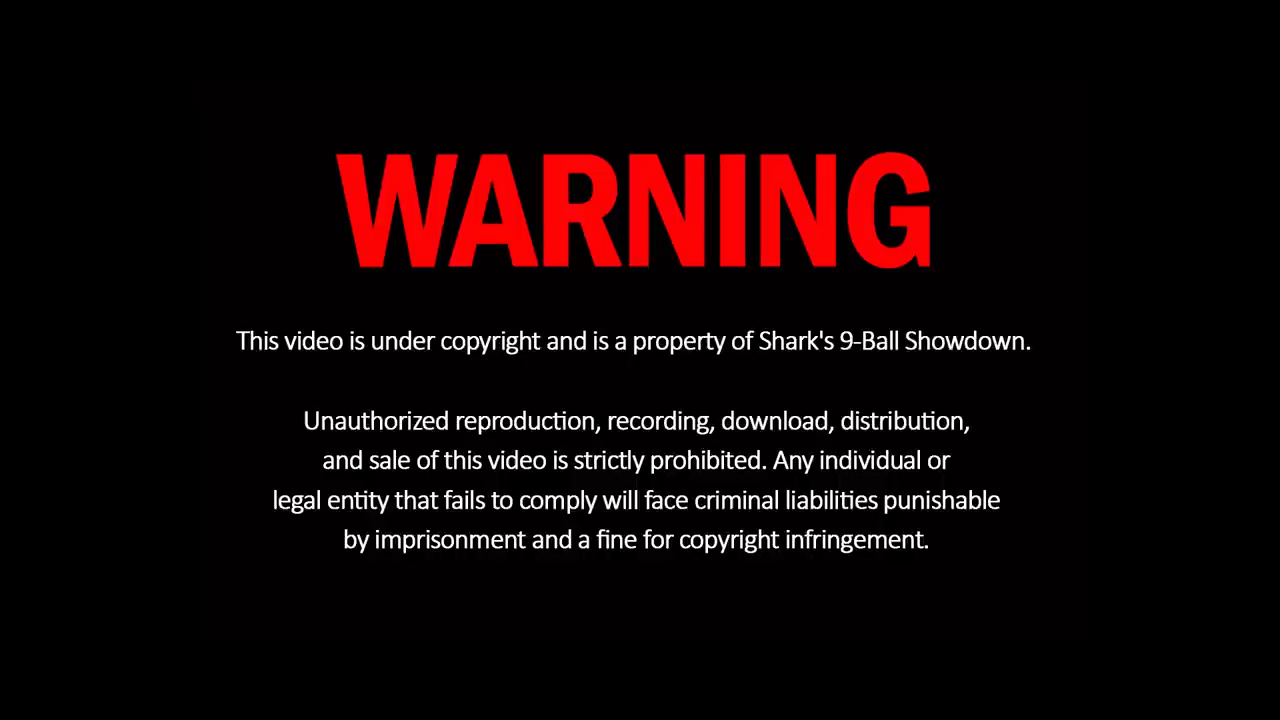 WARNING
This video is under copyright and is a property of Shark's 9-Ball Showdown.
Unauthorized reproduction, recording, download, distribution,
and sale of this video is strictly prohibited. Any individual or
legal entity that fails to comply will face criminal liabilities punishable
by imprisonment and a fine for copyright infringement.